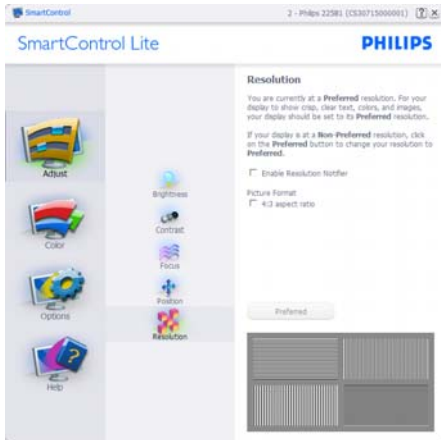 SmartControl
2 - Philips 225B1 (CS30715000001)
SmartControl Lite
PHILIPS
Adjust
Color
Options
Help
Brightness
Contrast
Focus
Position
Resolution
Resolution
You are currently at a Preferred resolution. For your
display to show crisp, clear text, colors, and images,
your display should be set to its Preferred resolution.
If your display is at a Non-Preferred resolution, click
on the Preferred button to change your resolution to
Preferred.
Enable Resolution Notifier
Picture Format
4:3 aspect ratio
Preferred